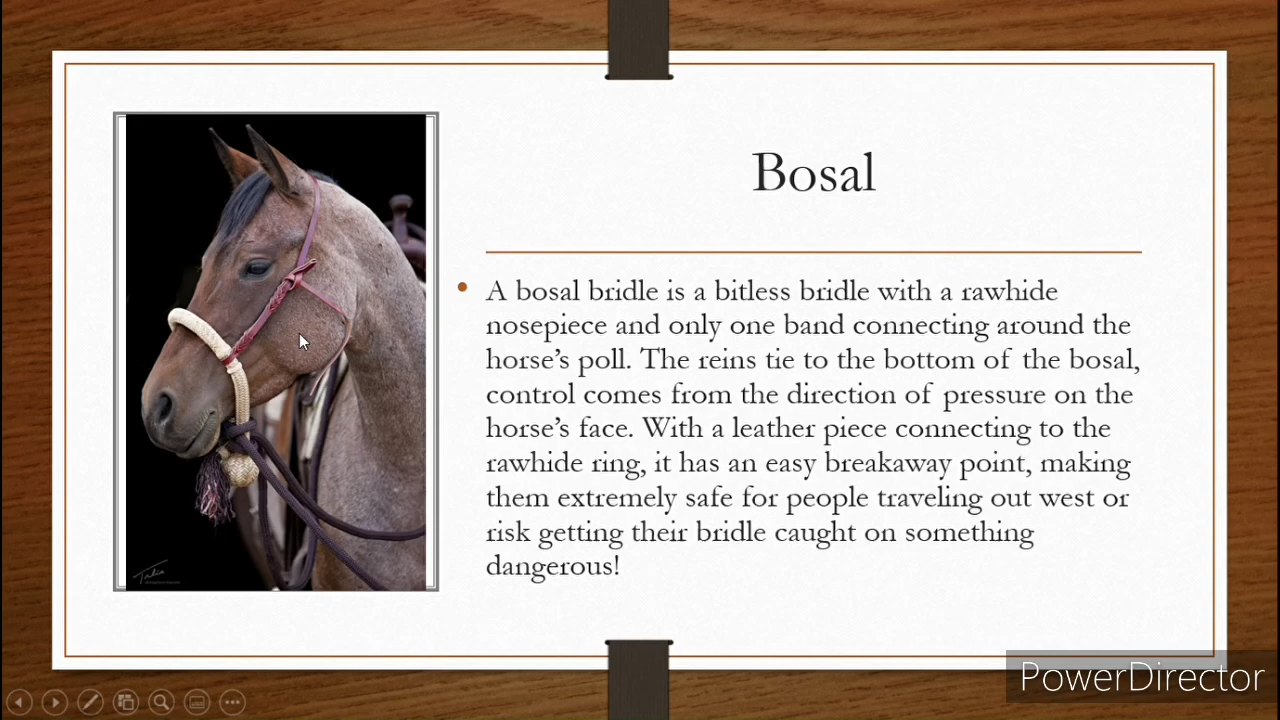 Bosal
• A bosal bridle is a bitless bridle with a rawhide
nosepiece and only one band connecting around the
horse’s poll. The reins tie to the bottom of the bosal,
control comes from the direction of pressure on the
horse’s face. With a leather piece connecting to the
rawhide ring, it has an easy breakaway point, making
them extremely safe for people traveling out west or
risk getting their bridle caught on something
dangerous!
PowerDirector